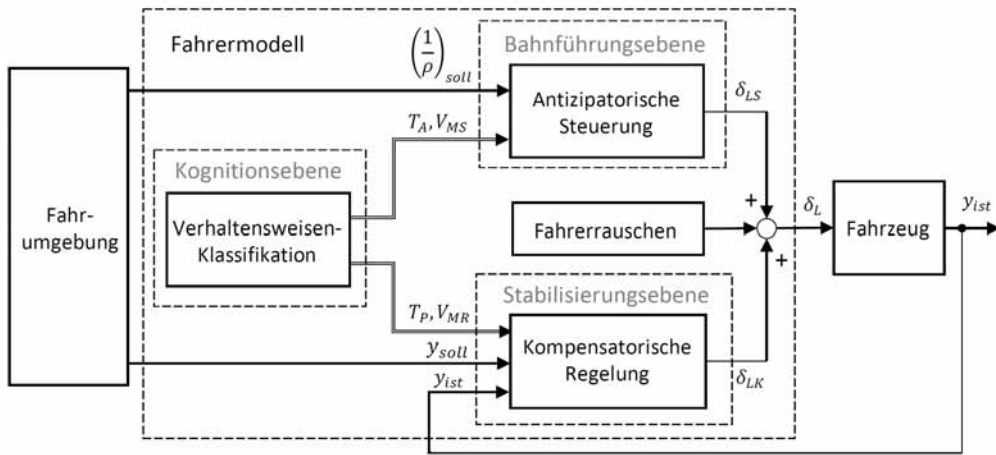 Fahrermodell
(1/ρ)soll
Bahnführungsebene
Antizipatorische
Steuerung
δLS
TA, VMS
Kognitionsebene
Fahr-
umgebung
Verhaltensweisen-
Klassifikation
Fahrerrauschen
+
+
δL
Fahrzeug
yist
Stabilisierungsebene
TP, VMR
ysoll
yist
Kompensatorische
Regelung
δLK